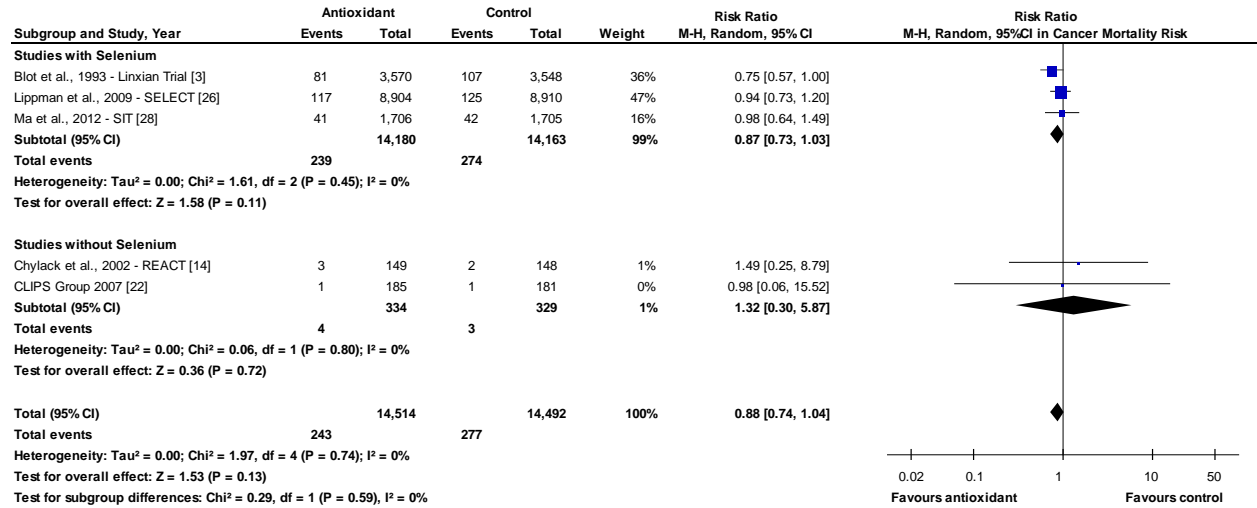 Antioxidant Control Risk Ratio Risk Ratio
Subgroup and Study, Year Events Total Events Total Weight M-H, Random, 95% CI M-H, Random, 95%CI in Cancer Mortality Risk
Studies with Selenium
Blot et al., 1993 - Linxian Trial [3] 81 3,570 107 3,548 36% 0.75 [0.57, 1.00]
Lippman et al., 2009 - SELECT [26] 117 8,904 125 8,910 47% 0.94 [0.73, 1.20]
Ma et al., 2012 - SIT [28] 41 1,706 42 1,705 16% 0.98 [0.64, 1.49]
Subtotal (95% CI) 14,180 14,163 99% 0.87 [0.73, 1.03]
Total events
239 274
Heterogeneity: Tau² = 0.00; Chi² = 1.61, df = 2 (P = 0.45); I² = 0%
Test for overall effect: Z = 1.58 (P = 0.11)
Studies without Selenium
Chylack et al., 2002 - REACT [14] 3 149 2 148 1% 1.49 [0.25, 8.79]
CLIPS Group 2007 [22] 1 185 1 181 0% 0.98 [0.06, 15.52]
Subtotal (95% CI) 334 329 1% 1.32 [0.30, 5.87]
Total events 4 3
Heterogeneity: Tau² = 0.00; Chi² = 0.06, df = 1 (P = 0.80); I² = 0%
Test for overall effect: Z = 0.36 (P = 0.72)
Total (95% CI) 14,514 14,492 100% 0.88 [0.74, 1.04]
Total events 243 277
Heterogeneity: Tau² = 0.00; Chi² = 1.97, df = 4 (P = 0.74); I² = 0%
Test for overall effect: Z = 1.53 (P = 0.13)
Test for subgroup differences: Chi² = 0.29, df = 1 (P = 0.59), I² = 0%
0.02 0.1 1 10 50
Favours antioxidant Favours control